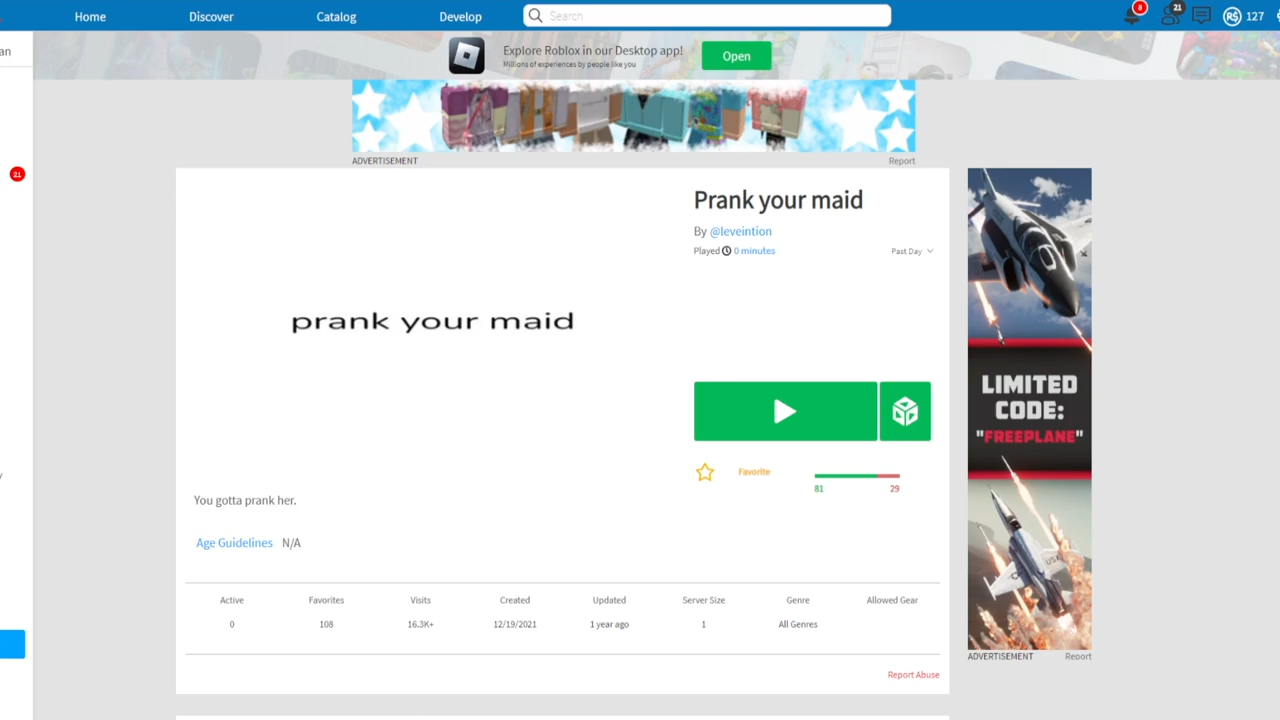 Home Discover Catalog Develop Search 8 21 R$ 127
an
Explore Roblox in our Desktop app!
Millions of experiences by people like you
Open
ADVERTISEMENT Report
21
Prank your maid
By @leveintion
Played 0 minutes Past Day
prank your maid
Favorite
81 29
You gotta prank her.
Age Guidelines N/A
Active Favorites Visits Created Updated Server Size Genre Allowed Gear
0 108 16.3K+ 12/19/2021 1 year ago 1 All Genres
Report Abuse
LIMITED
CODE:
"FREEPLANE"
USA
ADVERTISEMENT Report